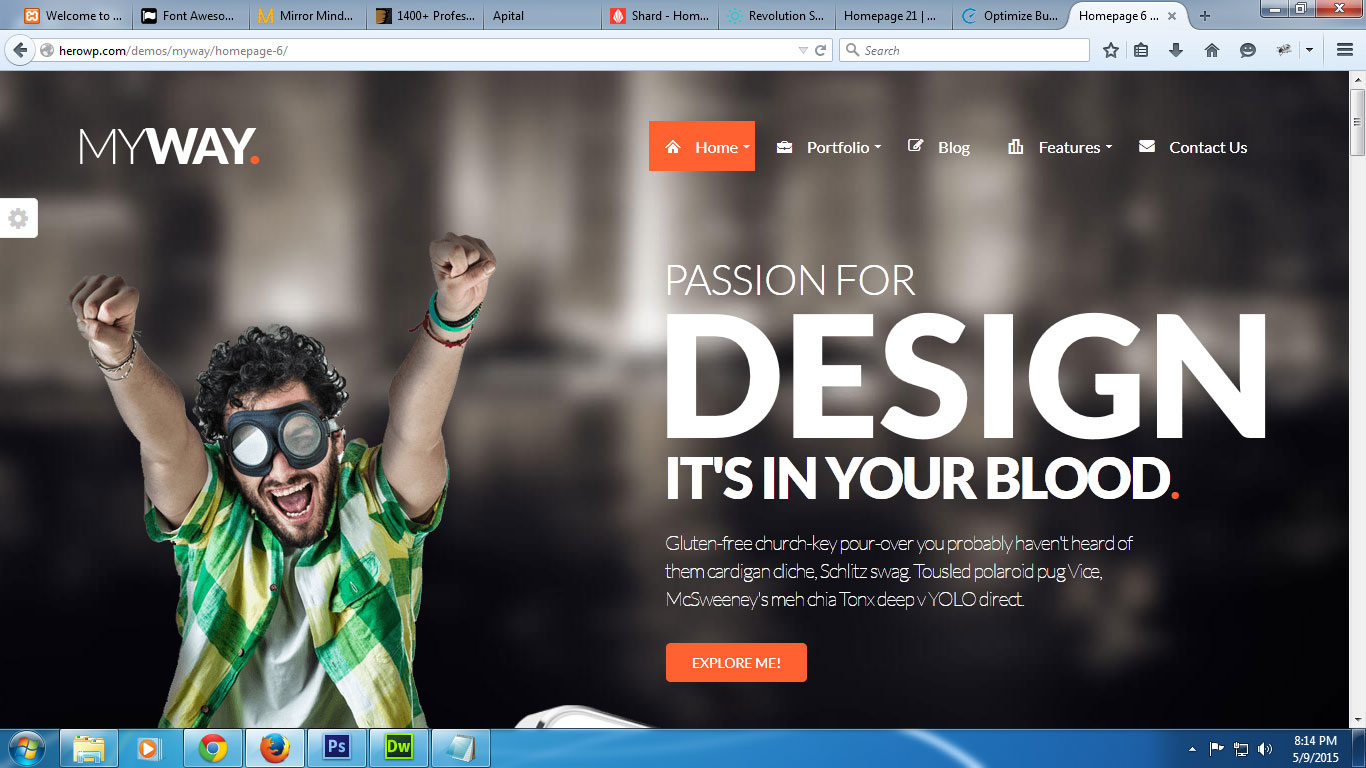 Welcome to ...
Font Aweso...
Mirror Mind...
1400+ Profes...
Apital
Shard - Hom...
Revolution S...
Homepage 21 | ...
Optimize Bu...
Homepage 6 ...
herowp.com/demos/myway/homepage-6/
Search
MYWAY.
Home
Portfolio
Blog
Features
Contact Us
PASSION FOR
DESIGN
IT'S IN YOUR BLOOD.
Gluten-free church-key pour-over you probably haven't heard of
them cardigan cliche, Schlitz swag. Tousled polaroid pug Vice,
McSweeney's meh chia Tonx deep v YOLO direct.
EXPLORE ME!
Ps
Dw
8:14 PM
5/9/2015